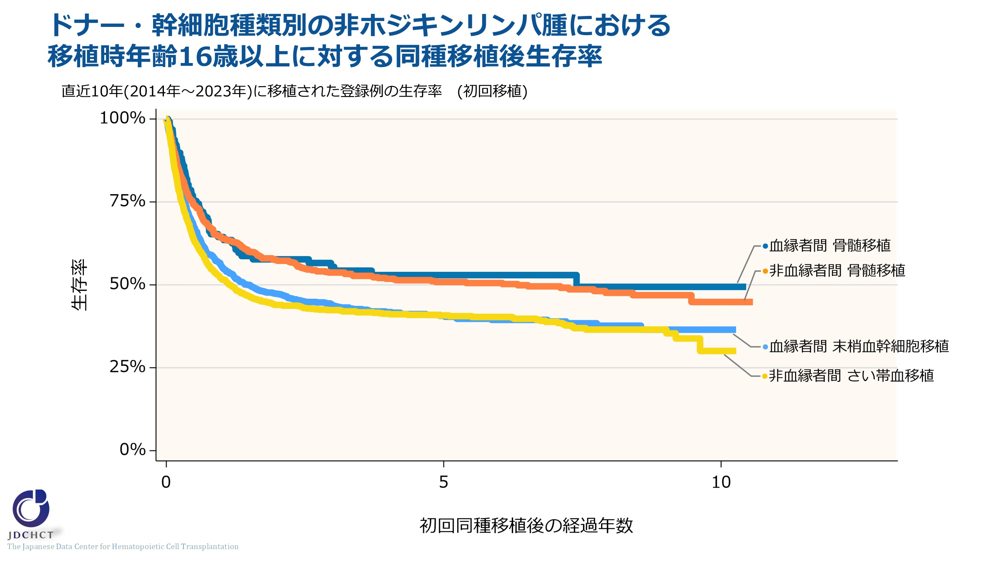 ドナー・幹細胞種類別の非ホジキンリンパ腫における
移植時年齢16歳以上に対する同種移植後生存率
直近10年(2014年～2023年)に移植された登録例の生存率　(初回移植)
100%
75%
50%
25%
0%
生存率
血縁者間 骨髄移植
非血縁者間 骨髄移植
血縁者間 末梢血幹細胞移植
非血縁者間 さい帯血移植
0
5
10
初回同種移植後の経過年数
JDCHCT
The Japanese Data Center for Hematopoietic Cell Transplantation